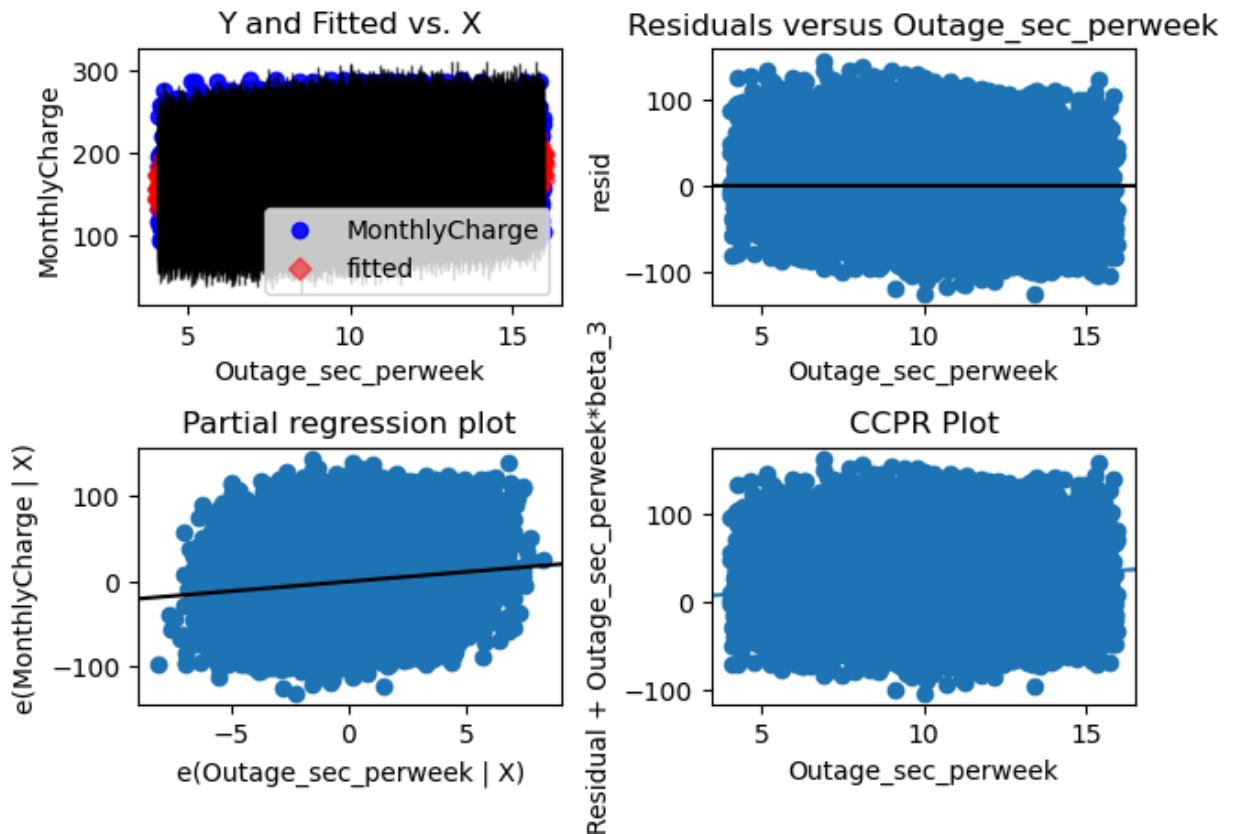 Y and Fitted vs. X
MonthlyCharge
300
200
100
MonthlyCharge
fitted
5
10
15
Outage_sec_perweek
Residuals versus Outage_sec_perweek
resid
100
0
−100
5
10
15
Outage_sec_perweek
Partial regression plot
e(MonthlyCharge | X)
100
0
−100
−5
0
5
e(Outage_sec_perweek | X)
CCPR Plot
Residual + Outage_sec_perweek*beta_3
100
0
−100
5
10
15
Outage_sec_perweek